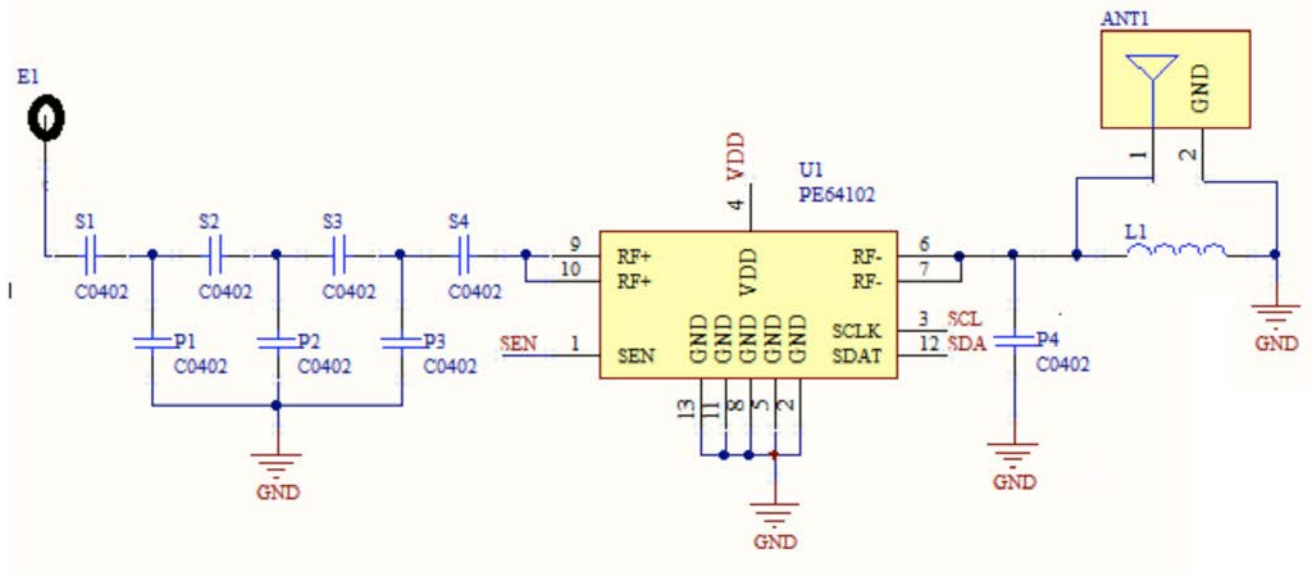 ANT1
E1
GND
1
2
VDD
4
U1
PE64102
S1
S2
S3
S4
L1
C0402
C0402
C0402
C0402
9
RF+
10
RF+
VDD
RF-
6
RF-
7
P1
C0402
P2
C0402
P3
C0402
SEN
1
SEN
GND
GND
GND
GND
GND
SCLK
3
SCL
SDAT
12
SDA
P4
C0402
GND
13
11
8
5
2
GND
GND
GND